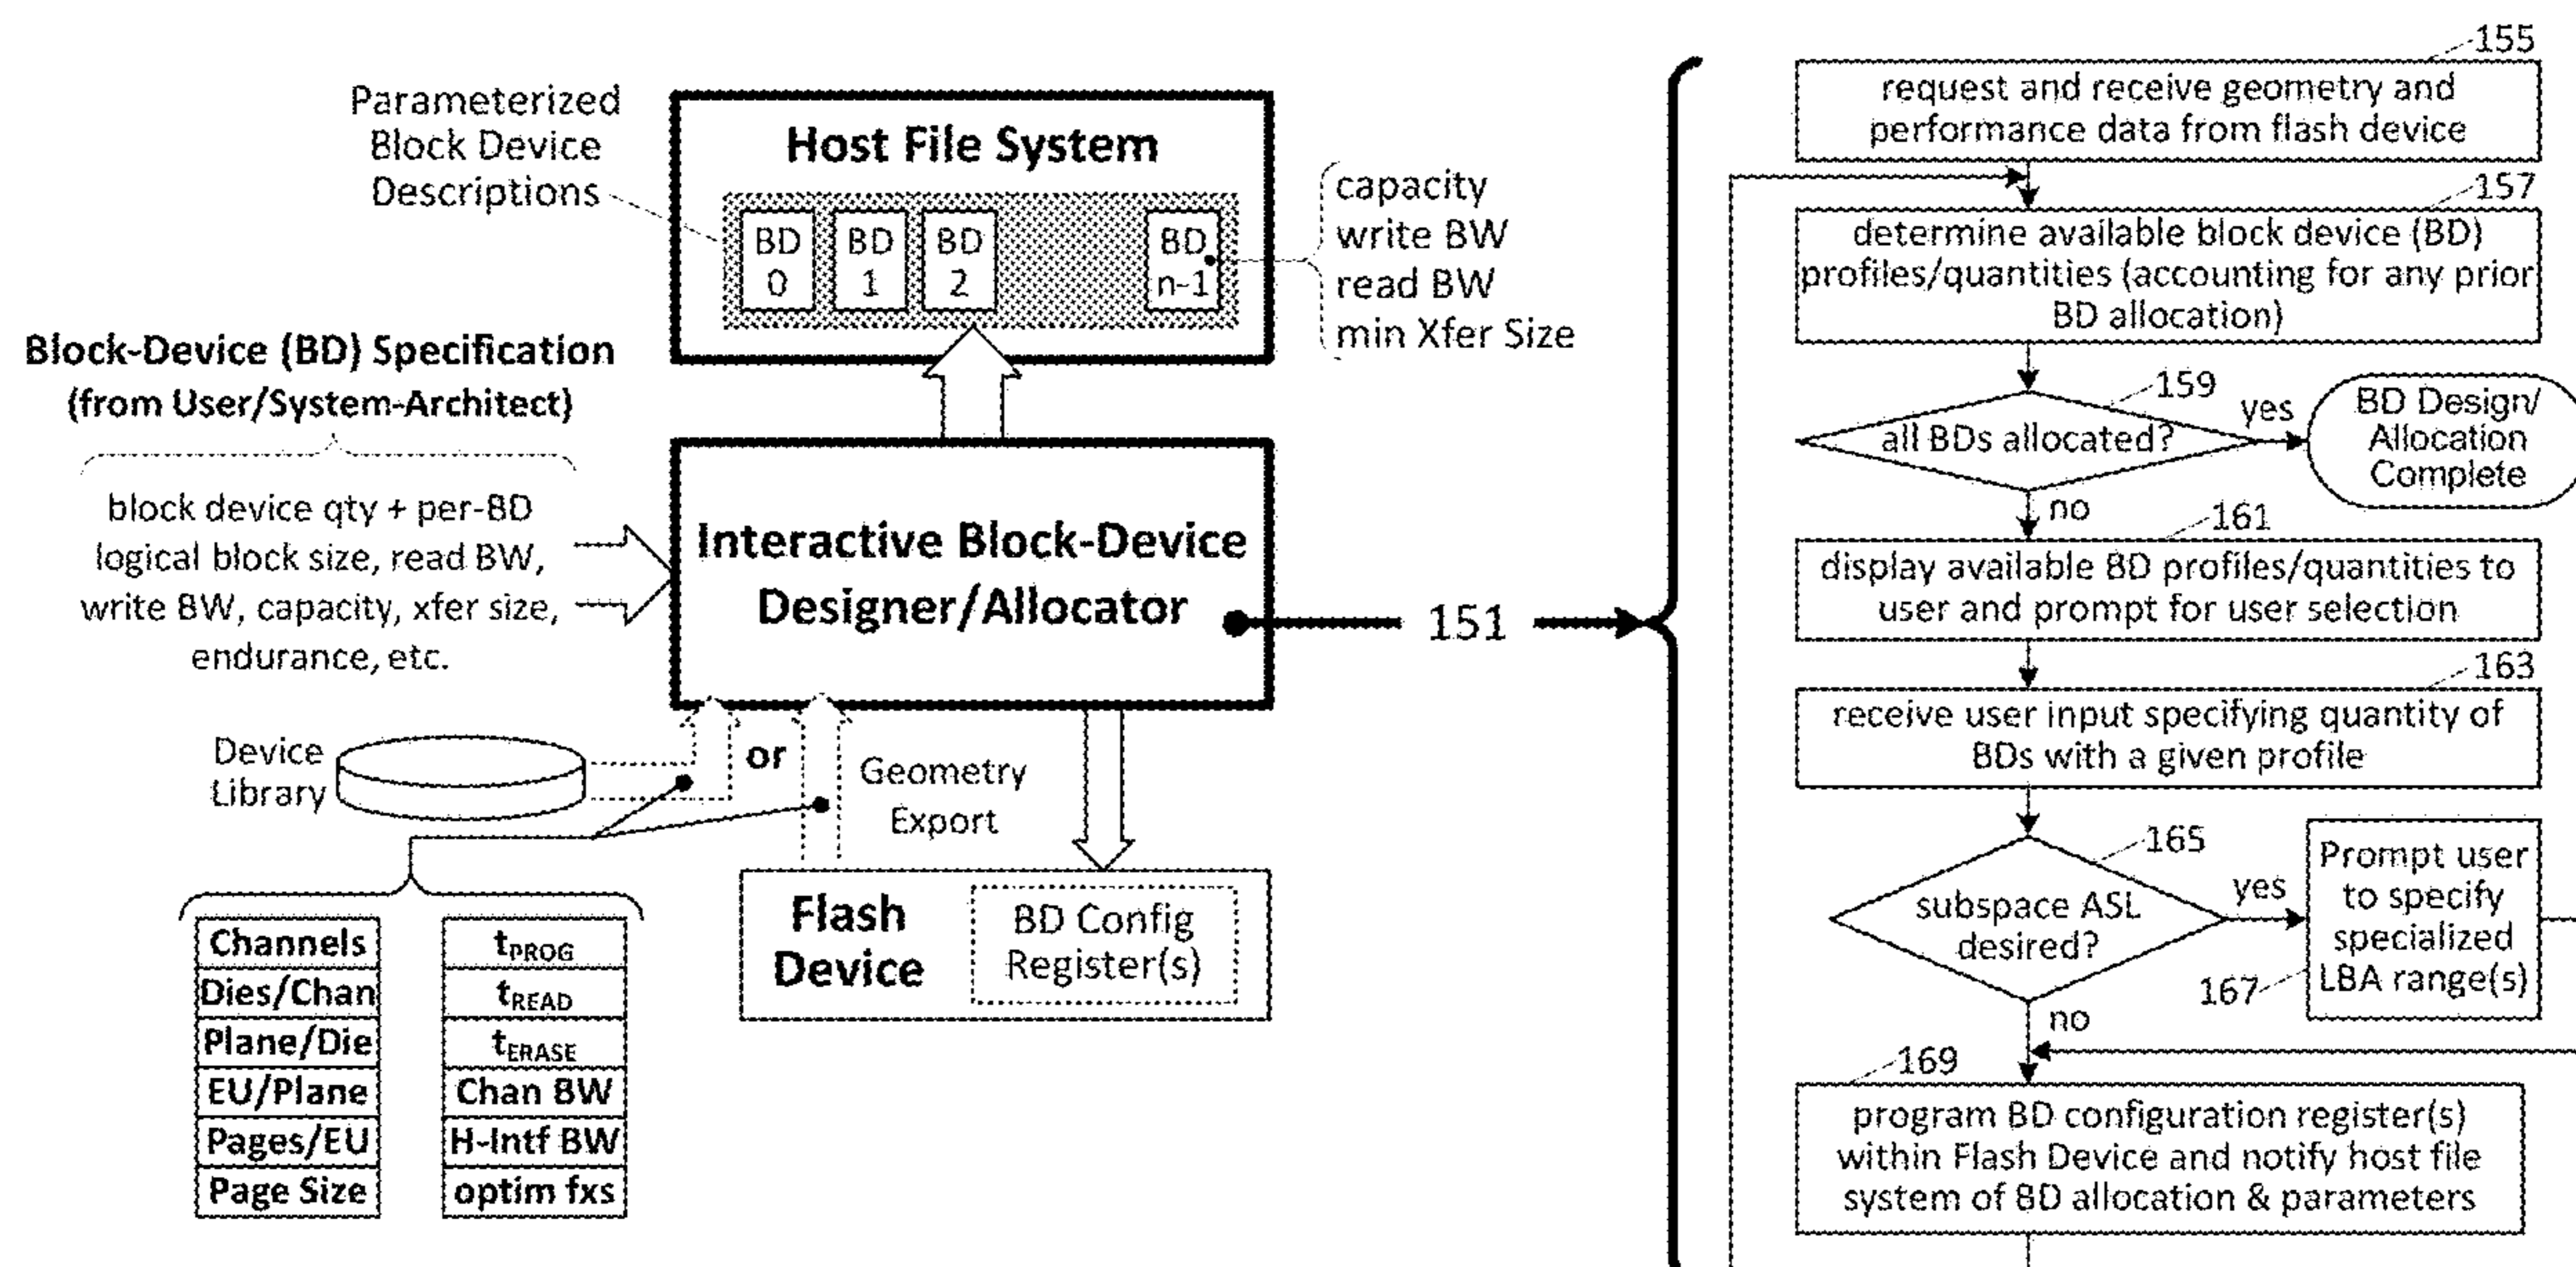 Parameterized
Block Device
Descriptions
Host File System
BD
0
BD
1
BD
2
BD
n-1
capacity
write BW
read BW
min Xfer Size
Block-Device (BD) Specification
(from User/System-Architect)
block device qty + per-BD
logical block size, read BW,
write BW, capacity, xfer size,
endurance, etc.
Interactive Block-Device
Designer/Allocator
151
Device
Library
or
Geometry
Export
Flash
Device
BD Config
Register(s)
Channels
Dies/Chan
Plane/Die
EU/Plane
Pages/EU
Page Size
tPROG
tREAD
tERASE
Chan BW
H-Intf BW
optim fxs
155
request and receive geometry and
performance data from flash device
157
determine available block device (BD)
profiles/quantities (accounting for any prior
BD allocation)
159
all BDs allocated?
yes
BD Design/
Allocation
Complete
no
161
display available BD profiles/quantities to
user and prompt for user selection
163
receive user input specifying quantity of
BDs with a given profile
165
subspace ASL
desired?
yes
Prompt user
to specify
specialized
LBA range(s)
167
no
169
program BD configuration register(s)
within Flash Device and notify host file
system of BD allocation & parameters